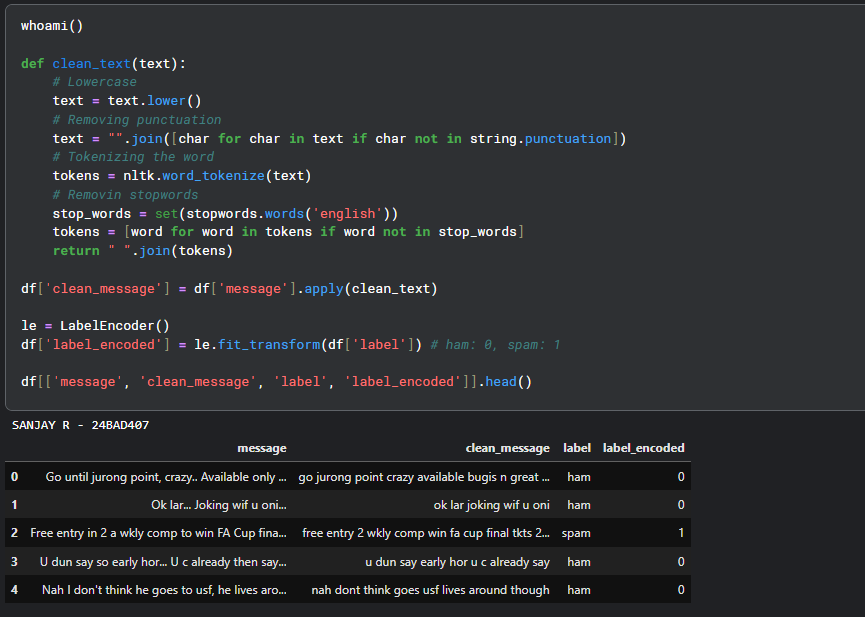 whoami()
def clean_text(text):
# Lowercase
text = text.lower()
# Removing punctuation
text = "".join([char for char in text if char not in string.punctuation])
# Tokenizing the word
tokens = nltk.word_tokenize(text)
# Removin stopwords
stop_words = set(stopwords.words('english'))
tokens = [word for word in tokens if word not in stop_words]
return " ".join(tokens)
df['clean_message'] = df['message'].apply(clean_text)
le = LabelEncoder()
df['label_encoded'] = le.fit_transform(df['label']) # ham: 0, spam: 1
df[['message', 'clean_message', 'label', 'label_encoded']].head()
SANJAY R - 24BAD407
message clean_message label label_encoded
0 Go until jurong point, crazy.. Available only ... go jurong point crazy available bugis n great ... ham 0
1 Ok lar... Joking wif u oni... ok lar joking wif u oni ham 0
2 Free entry in 2 a wkly comp to win FA Cup fina... free entry 2 wkly comp win fa cup final tkts 2... spam 1
3 U dun say so early hor... U c already then say... u dun say early hor u c already say ham 0
4 Nah I don't think he goes to usf, he lives aro... nah dont think goes usf lives around though ham 0